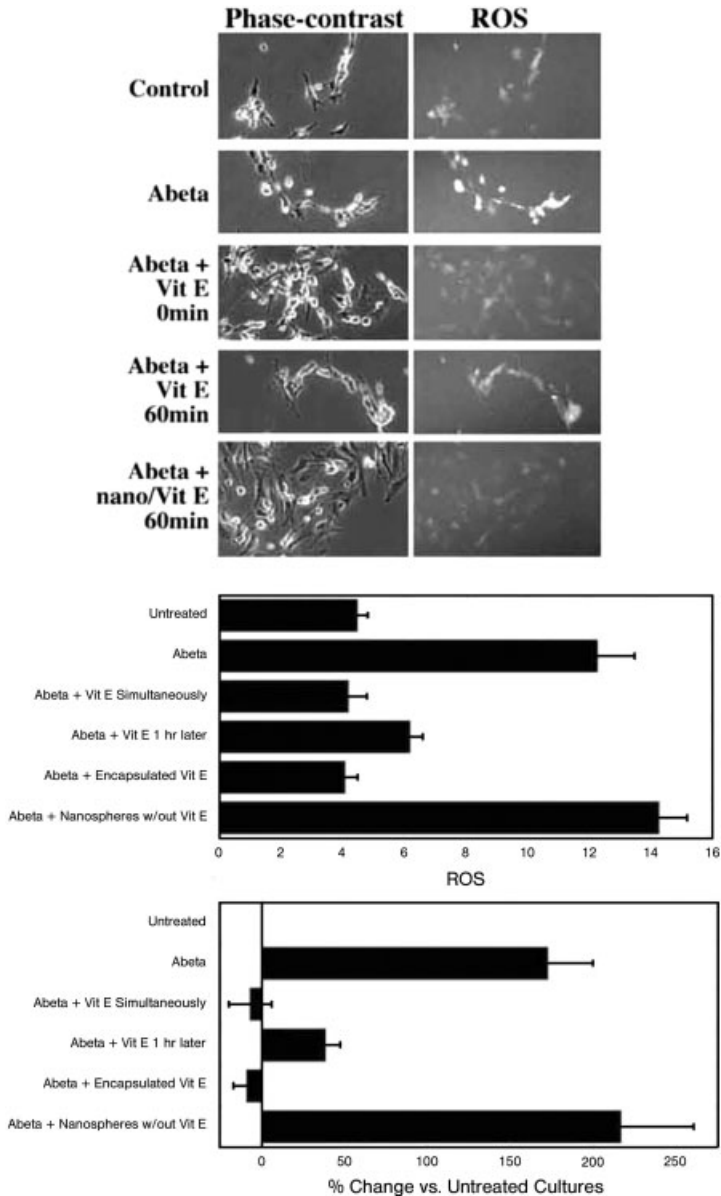 Phase-contrast ROS
Control
Abeta
Abeta +
Vit E
0min
Abeta +
Vit E
60min
Abeta +
nano/Vit E
60min
Untreated
Abeta
Abeta + Vit E Simultaneously
Abeta + Vit E 1 hr later
Abeta + Encapsulated Vit E
Abeta + Nanospheres w/out Vit E
0 2 4 6 8 10 12 14 16
ROS
Untreated
Abeta
Abeta + Vit E Simultaneously
Abeta + Vit E 1 hr later
Abeta + Encapsulated Vit E
Abeta + Nanospheres w/out Vit E
0 50 100 150 200 250
% Change vs. Untreated Cultures